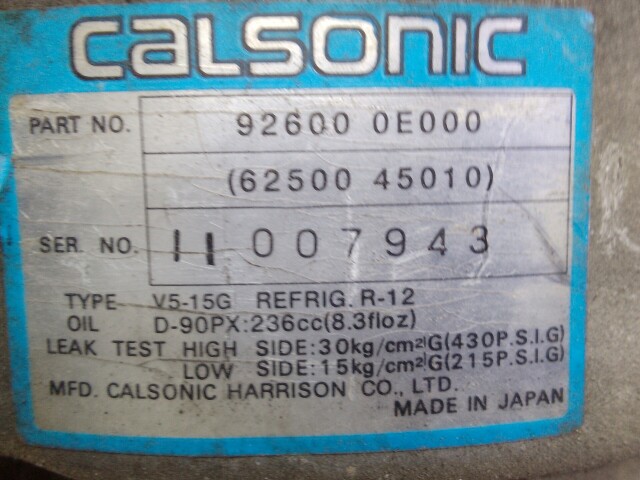 CALSONIC
PART NO. 92600 0E000
(62500 45010)
SER. NO. 11 007943
TYPE V5-15G REFRIG. R-12
OIL D-90PX:236cc(8.3floz)
LEAK TEST HIGH SIDE:30kg/cm²G(430P.S.I.G)
LOW SIDE:15kg/cm²G(215P.S.I.G)
MFD. CALSONIC HARRISON CO., LTD.
MADE IN JAPAN